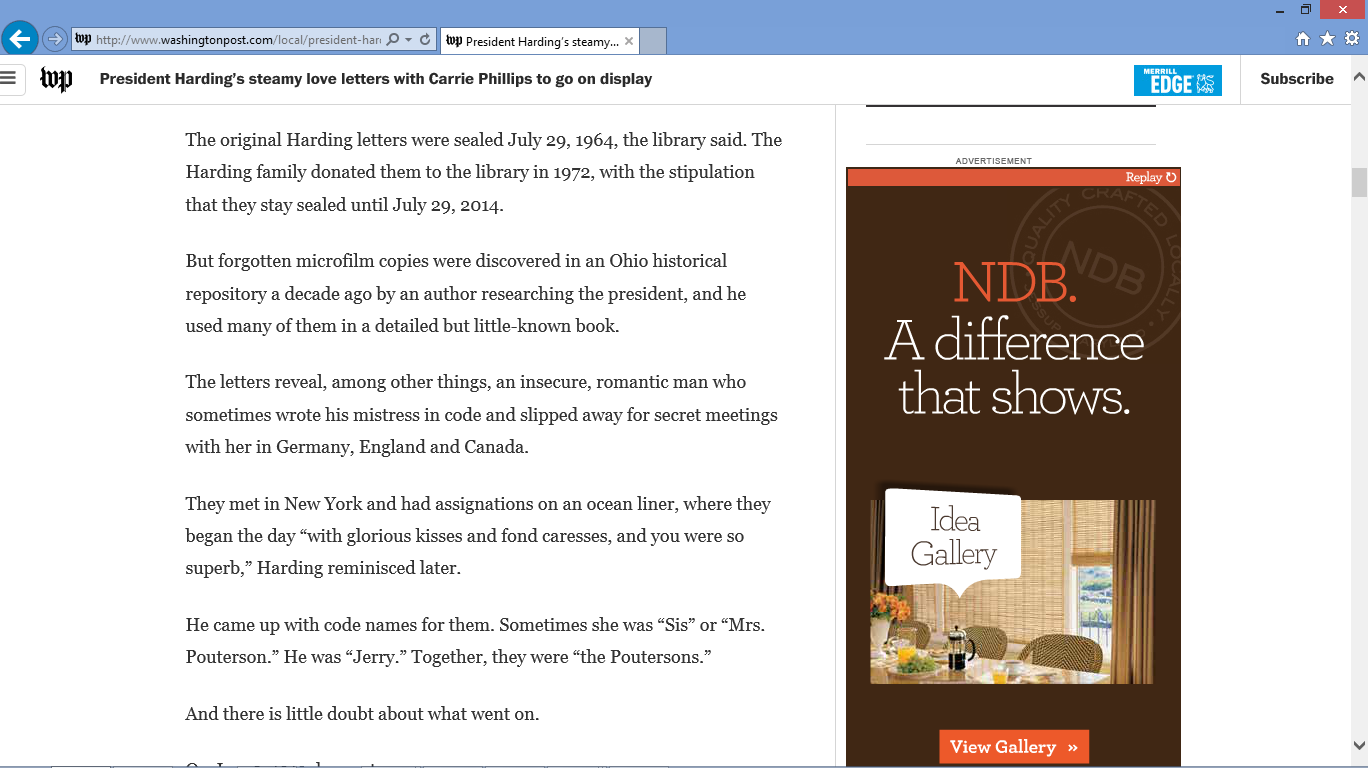 http://www.washingtonpost.com/local/president-har
President Harding's steamy...
wp
President Harding's steamy love letters with Carrie Phillips to go on display
MERRILL
EDGE
Subscribe
The original Harding letters were sealed July 29, 1964, the library said. The
Harding family donated them to the library in 1972, with the stipulation
that they stay sealed until July 29, 2014.
But forgotten microfilm copies were discovered in an Ohio historical
repository a decade ago by an author researching the president, and he
used many of them in a detailed but little-known book.
The letters reveal, among other things, an insecure, romantic man who
sometimes wrote his mistress in code and slipped away for secret meetings
with her in Germany, England and Canada.
They met in New York and had assignations on an ocean liner, where they
began the day “with glorious kisses and fond caresses, and you were so
superb,” Harding reminisced later.
He came up with code names for them. Sometimes she was “Sis” or “Mrs.
Pouterson.” He was “Jerry.” Together, they were “the Poutersons.”
And there is little doubt about what went on.
ADVERTISEMENT
Replay
QUALITY CRAFTED LOCALLY
NDB
NDB.
A difference
that shows.
Idea
Gallery
View Gallery »